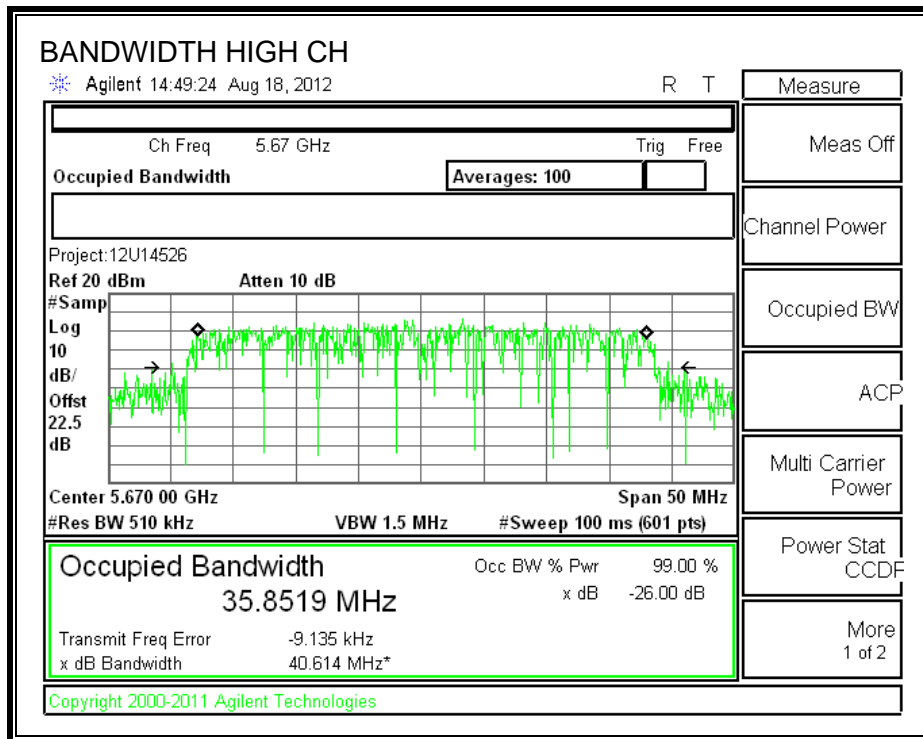 BANDWIDTH HIGH CH
Agilent 14:49:24 Aug 18, 2012 R T
Measure
Ch Freq 5.67 GHz Trig Free
Meas Off
Occupied Bandwidth Averages: 100
Channel Power
Project:12U14526
Ref 20 dBm Atten 10 dB
#Samp
Log
10
dB/
Offst
22.5
dB
Occupied BW
ACP
Multi Carrier
Power
Center 5.670 00 GHz Span 50 MHz
#Res BW 510 kHz VBW 1.5 MHz #Sweep 100 ms (601 pts)
Power Stat
CCDF
Occupied Bandwidth Occ BW % Pwr 99.00 %
35.8519 MHz x dB -26.00 dB
Transmit Freq Error -9.135 kHz
x dB Bandwidth 40.614 MHz*
More
1 of 2
Copyright 2000-2011 Agilent Technologies